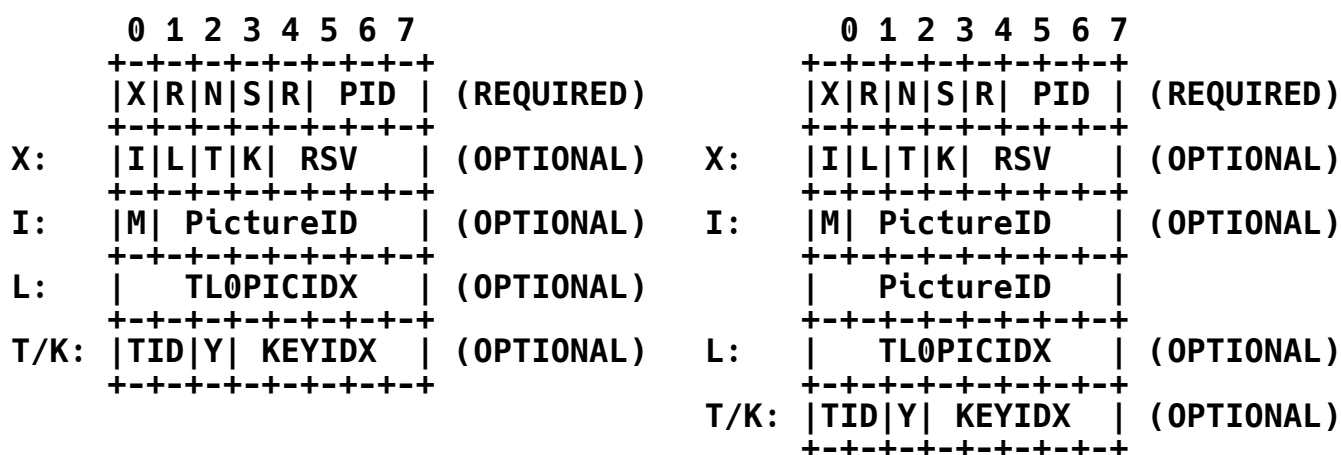 0 1 2 3 4 5 6 7                         0 1 2 3 4 5 6 7
     +-+-+-+-+-+-+-+-+                       +-+-+-+-+-+-+-+-+
     |X|R|N|S|R| PID | (REQUIRED)            |X|R|N|S|R| PID | (REQUIRED)
     +-+-+-+-+-+-+-+-+                       +-+-+-+-+-+-+-+-+
X:   |I|L|T|K| RSV   | (OPTIONAL)       X:   |I|L|T|K| RSV   | (OPTIONAL)
     +-+-+-+-+-+-+-+-+                       +-+-+-+-+-+-+-+-+
I:   |M| PictureID   | (OPTIONAL)       I:   |M| PictureID   | (OPTIONAL)
     +-+-+-+-+-+-+-+-+                       +-+-+-+-+-+-+-+-+
L:   |   TL0PICIDX   | (OPTIONAL)            |   PictureID   |
     +-+-+-+-+-+-+-+-+                       +-+-+-+-+-+-+-+-+
T/K: |TID|Y| KEYIDX  | (OPTIONAL)       L:   |   TL0PICIDX   | (OPTIONAL)
     +-+-+-+-+-+-+-+-+                       +-+-+-+-+-+-+-+-+
                                        T/K: |TID|Y| KEYIDX  | (OPTIONAL)
                                             +-+-+-+-+-+-+-+-+